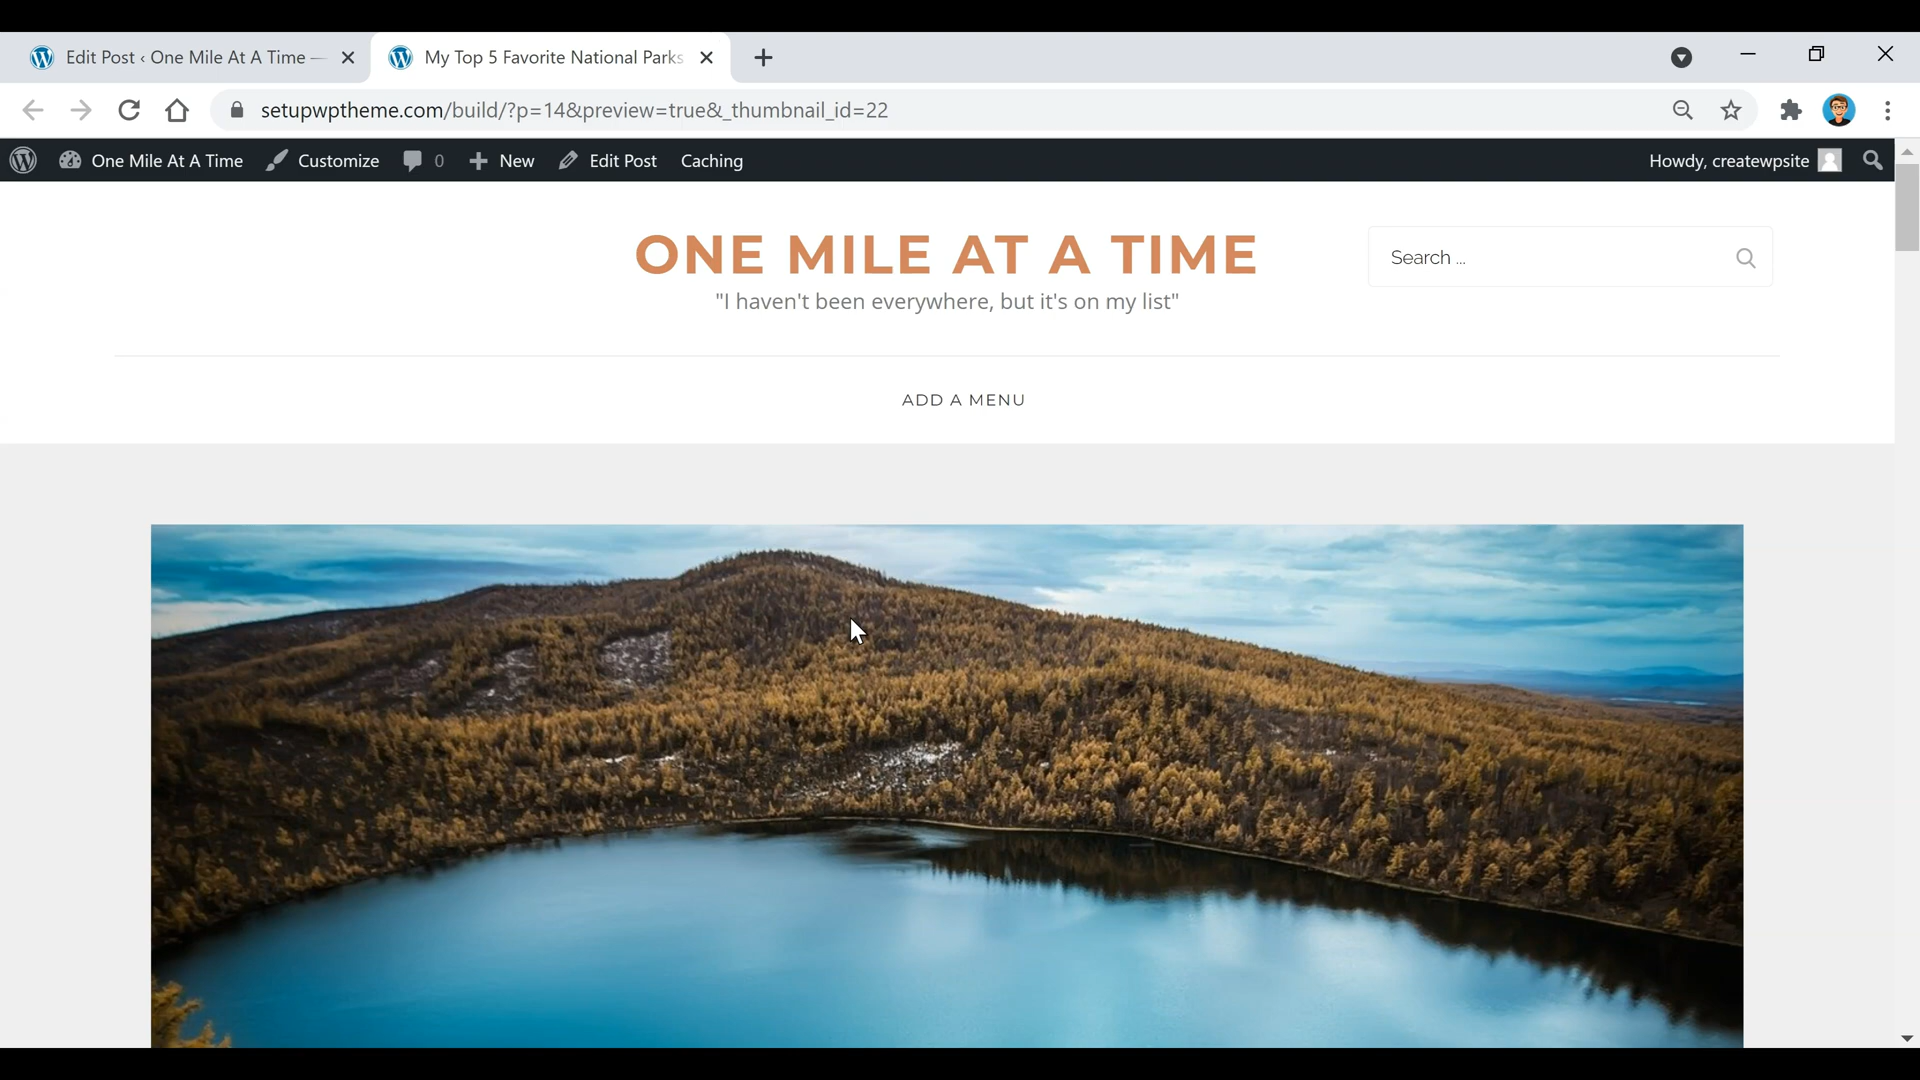 Edit Post ‹ One Mile At A Time —
My Top 5 Favorite National Parks
setupwptheme.com/build/?p=14&preview=true&_thumbnail_id=22
One Mile At A Time
Customize
0
New
Edit Post
Caching
Howdy, createwpsite
ONE MILE AT A TIME
"I haven't been everywhere, but it's on my list"
Search ...
ADD A MENU